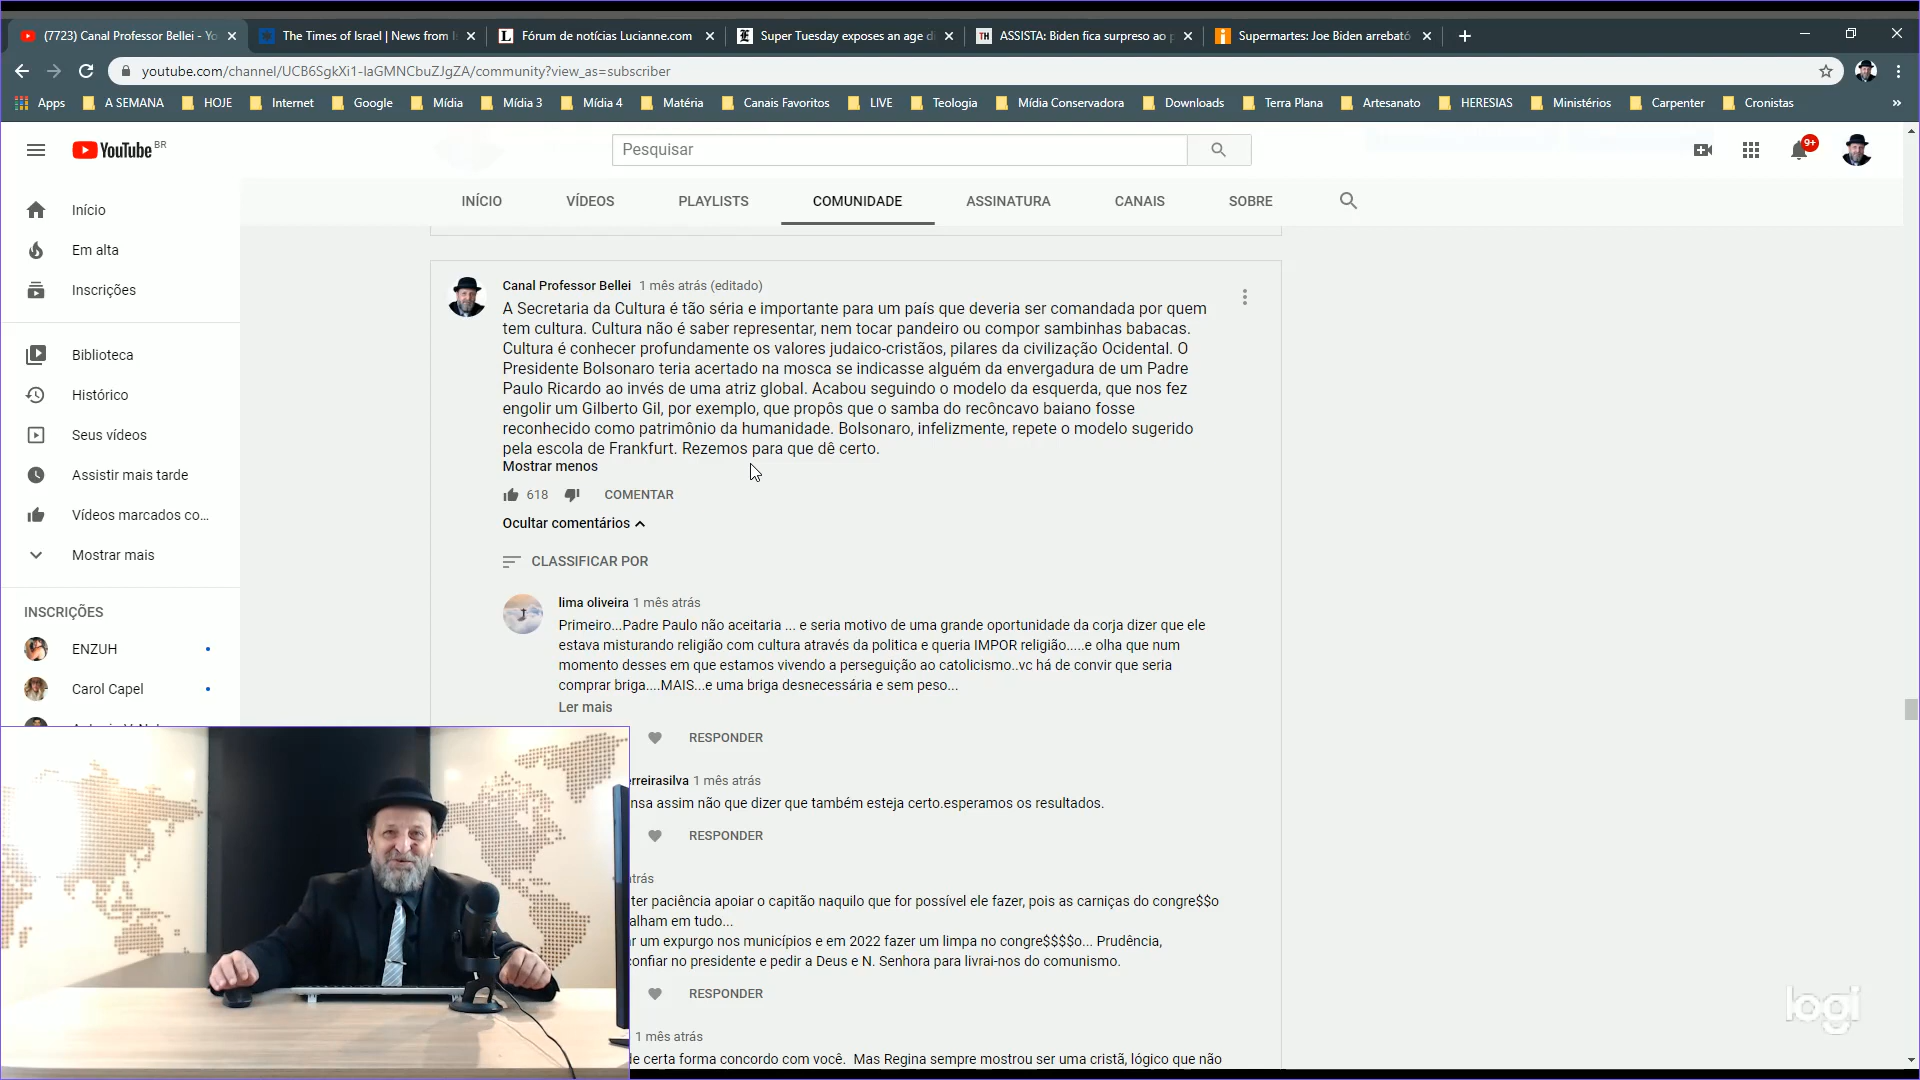 (7723) Canal Professor Bellei - Yo
The Times of Israel | News from I
Fórum de notícias Lucianne.com
Super Tuesday exposes an age di
ASSISTA: Biden fica surpreso ao p
Supermartes: Joe Biden arrebató
youtube.com/channel/UCB6SgkXi1-IaGMNCbuZJgZA/community?view_as=subscriber
Apps A SEMANA HOJE Internet Google Mídia Mídia 3 Mídia 4 Matéria Canais Favoritos LIVE Teologia Mídia Conservadora Downloads Terra Plana Artesanato HERESIAS Ministérios Carpenter Cronistas »
YouTube BR
Pesquisar
9+
INÍCIO VÍDEOS PLAYLISTS COMUNIDADE ASSINATURA CANAIS SOBRE
Início
Em alta
Inscrições
Biblioteca
Histórico
Seus vídeos
Assistir mais tarde
Vídeos marcados co...
Mostrar mais
INSCRIÇÕES
ENZUH
Carol Capel
Canal Professor Bellei 1 mês atrás (editado)
A Secretaria da Cultura é tão séria e importante para um país que deveria ser comandada por quem
tem cultura. Cultura não é saber representar, nem tocar pandeiro ou compor sambinhas babacas.
Cultura é conhecer profundamente os valores judaico-cristãos, pilares da civilização Ocidental. O
Presidente Bolsonaro teria acertado na mosca se indicasse alguém da envergadura de um Padre
Paulo Ricardo ao invés de uma atriz global. Acabou seguindo o modelo da esquerda, que nos fez
engolir um Gilberto Gil, por exemplo, que propôs que o samba do recôncavo baiano fosse
reconhecido como patrimônio da humanidade. Bolsonaro, infelizmente, repete o modelo sugerido
pela escola de Frankfurt. Rezemos para que dê certo.
Mostrar menos
618 COMENTAR
Ocultar comentários
CLASSIFICAR POR
lima oliveira 1 mês atrás
Primeiro...Padre Paulo não aceitaria ... e seria motivo de uma grande oportunidade da corja dizer que ele
estava misturando religião com cultura através da politica e queria IMPOR religião.....e olha que num
momento desses em que estamos vivendo a perseguição ao catolicismo..vc há de convir que seria
comprar briga....MAIS...e uma briga desnecessária e sem peso...
Ler mais
RESPONDER
erreirasilva 1 mês atrás
nsa assim não que dizer que também esteja certo.esperamos os resultados.
RESPONDER
trás
ter paciência apoiar o capitão naquilo que for possível ele fazer, pois as carniças do congre$$o
alham em tudo...
r um expurgo nos municípios e em 2022 fazer um limpa no congre$$$$o... Prudência,
onfiar no presidente e pedir a Deus e N. Senhora para livrai-nos do comunismo.
RESPONDER
1 mês atrás
e certa forma concordo com você. Mas Regina sempre mostrou ser uma cristã, lógico que não
logi